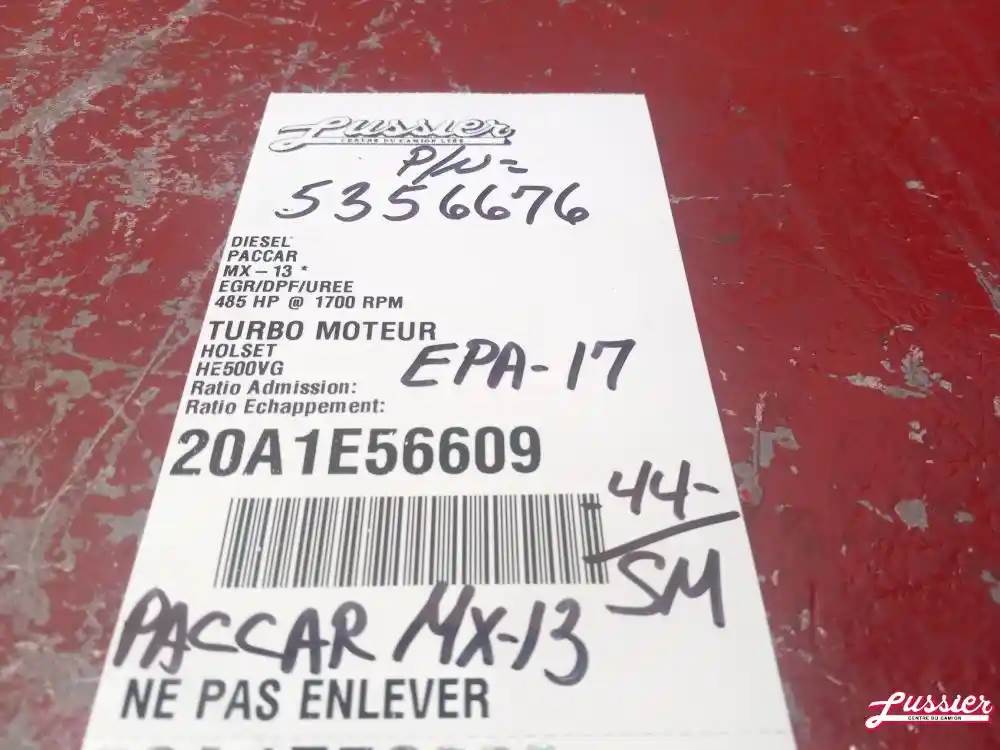 Lussier
CENTRE DU CAMION LTÉE
P/N=
5356676
DIESEL
PACCAR
MX-13 *
EGR/DPF/UREE
485 HP @ 1700 RPM
TURBO MOTEUR
HOLSET
HE500VG
EPA-17
Ratio Admission:
Ratio Echappement:
20A1E56609
44-
SM
PACCAR MX-13
NE PAS ENLEVER
Lussier
CENTRE DU CAMION